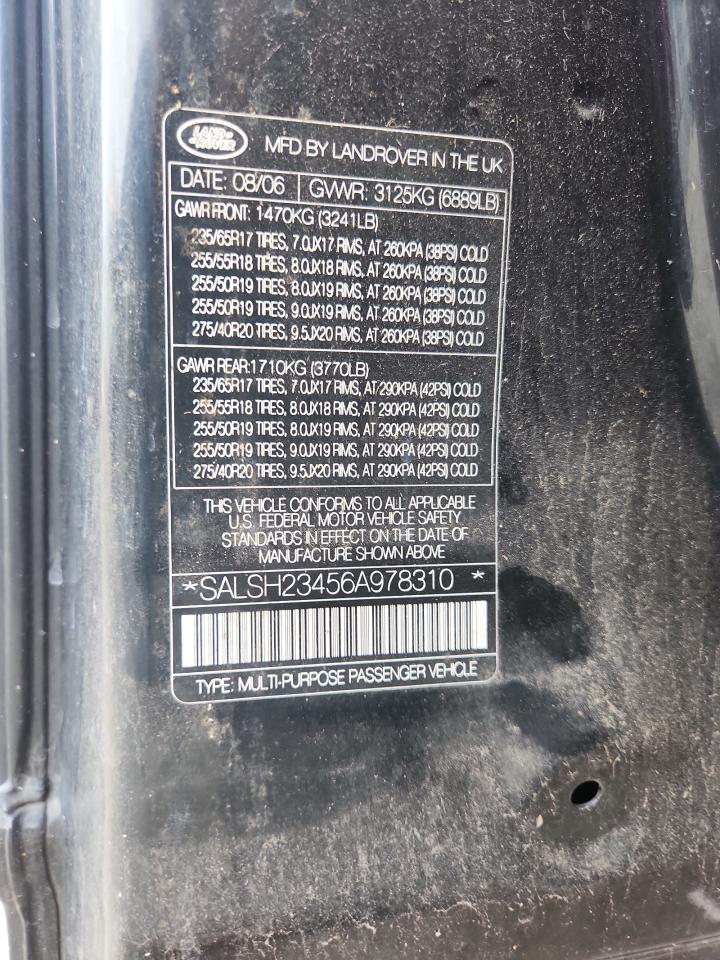 LAND ROVER
MFD BY LANDROVER IN THE UK
DATE: 08/06 GVWR: 3125KG (6889LB)
GAWR FRONT: 1470KG (3241LB)
235/65R17 TIRES, 7.0JX17 RIMS, AT 260KPA (38PSI) COLD
255/55R18 TIRES, 8.0JX18 RIMS, AT 260KPA (38PSI) COLD
255/50R19 TIRES, 8.0JX19 RIMS, AT 260KPA (38PSI) COLD
255/50R19 TIRES, 9.0JX19 RIMS, AT 260KPA (38PSI) COLD
275/40R20 TIRES, 9.5JX20 RIMS, AT 260KPA (38PSI) COLD
GAWR REAR:1710KG (3770LB)
235/65R17 TIRES, 7.0JX17 RIMS, AT 290KPA (42PSI) COLD
255/55R18 TIRES, 8.0JX18 RIMS, AT 290KPA (42PSI) COLD
255/50R19 TIRES, 8.0JX19 RIMS, AT 290KPA (42PSI) COLD
255/50R19 TIRES, 9.0JX19 RIMS, AT 290KPA (42PSI) COLD
275/40R20 TIRES, 9.5JX20 RIMS, AT 290KPA (42PSI) COLD
THIS VEHICLE CONFORMS TO ALL APPLICABLE
U.S. FEDERAL MOTOR VEHICLE SAFETY
STANDARDS IN EFFECT ON THE DATE OF
MANUFACTURE SHOWN ABOVE
*SALSH23456A978310 *
TYPE: MULTI-PURPOSE PASSENGER VEHICLE